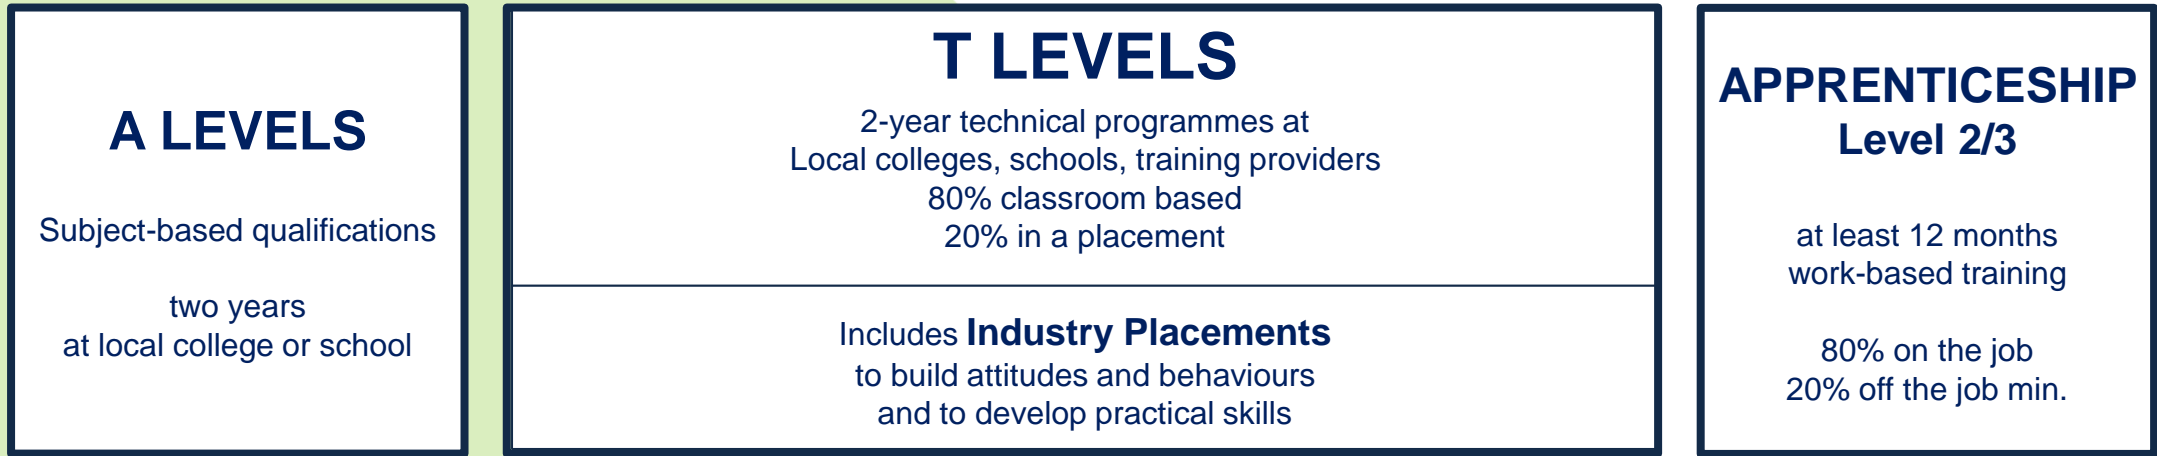 A LEVELS
Subject-based qualifications
two years
at local college or school
T LEVELS
2-year technical programmes at
Local colleges, schools, training providers
80% classroom based
20% in a placement
Includes Industry Placements
to build attitudes and behaviours
and to develop practical skills
APPRENTICESHIP
Level 2/3
at least 12 months
work-based training
80% on the job
20% off the job min.